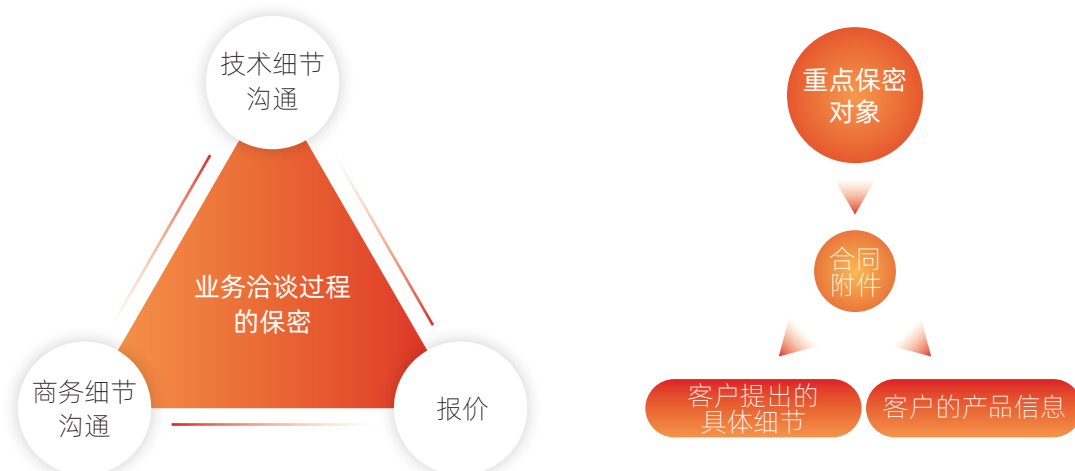 技术细节
沟通
业务洽谈过程
的保密
商务细节
沟通
报价
重点保密
对象
合同
附件
客户提出的
具体细节
客户的产品信息